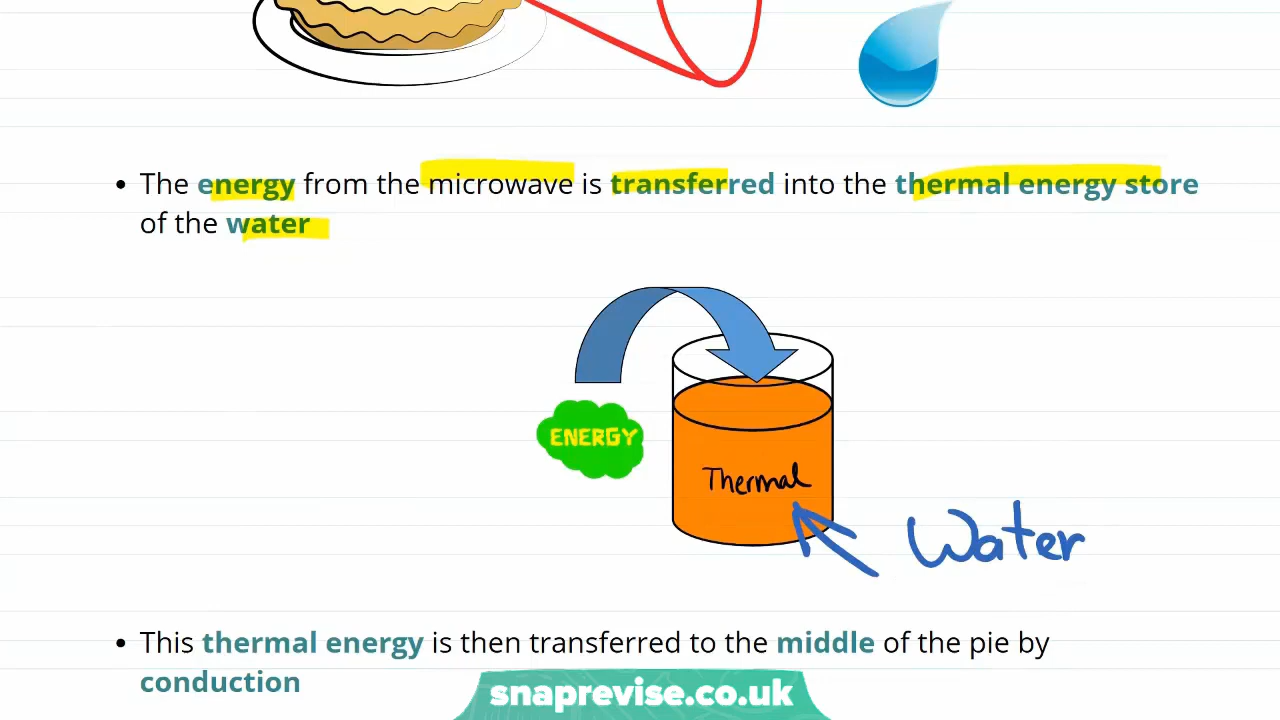 • The energy from the microwave is transferred into the thermal energy store
of the water
ENERGY
Thermal
Water
• This thermal energy is then transferred to the middle of the pie by
conduction
snaprevise.co.uk